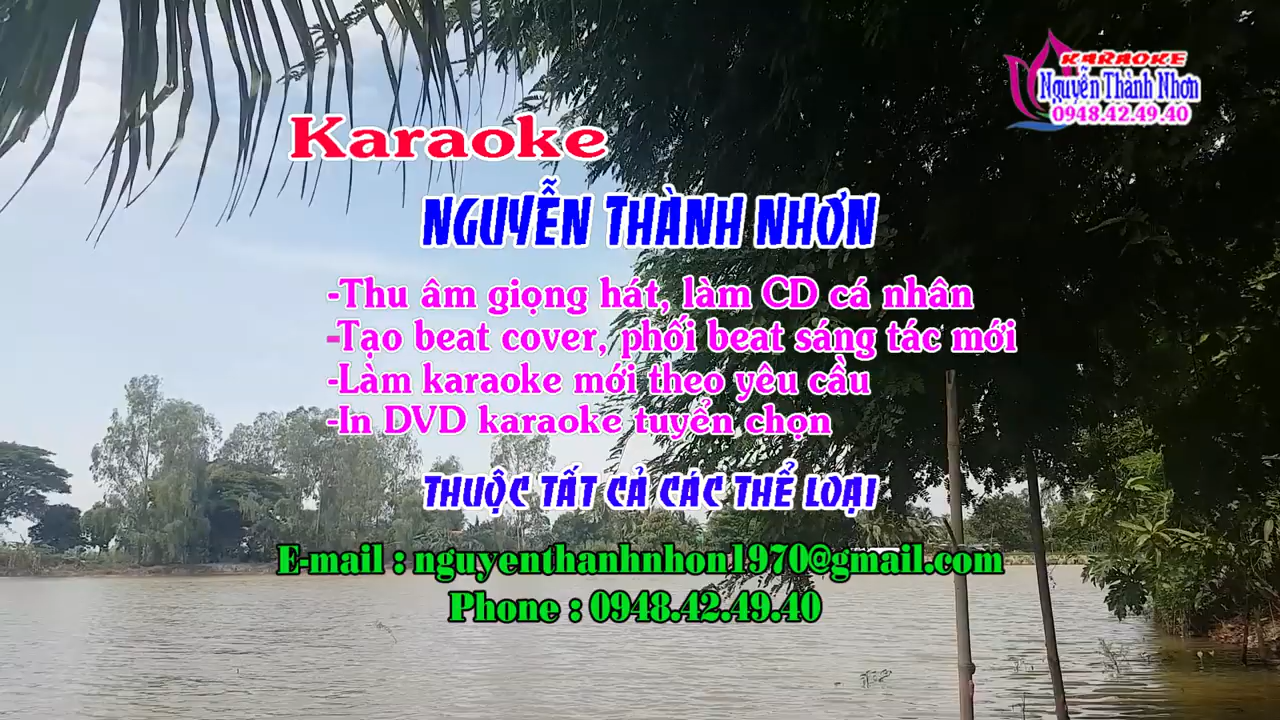 KARAOKE
Nguyễn Thành Nhơn
0948.42.49.40
Karaoke
NGUYỄN THÀNH NHƠN
-Thu âm giọng hát, làm CD cá nhân
-Tạo beat cover, phối beat sáng tác mới
-Làm karaoke mới theo yêu cầu
-In DVD karaoke tuyển chọn
THUỘC TẤT CẢ CÁC THỂ LOẠI
E-mail : nguyenthanhnhon1970@gmail.com
Phone : 0948.42.49.40